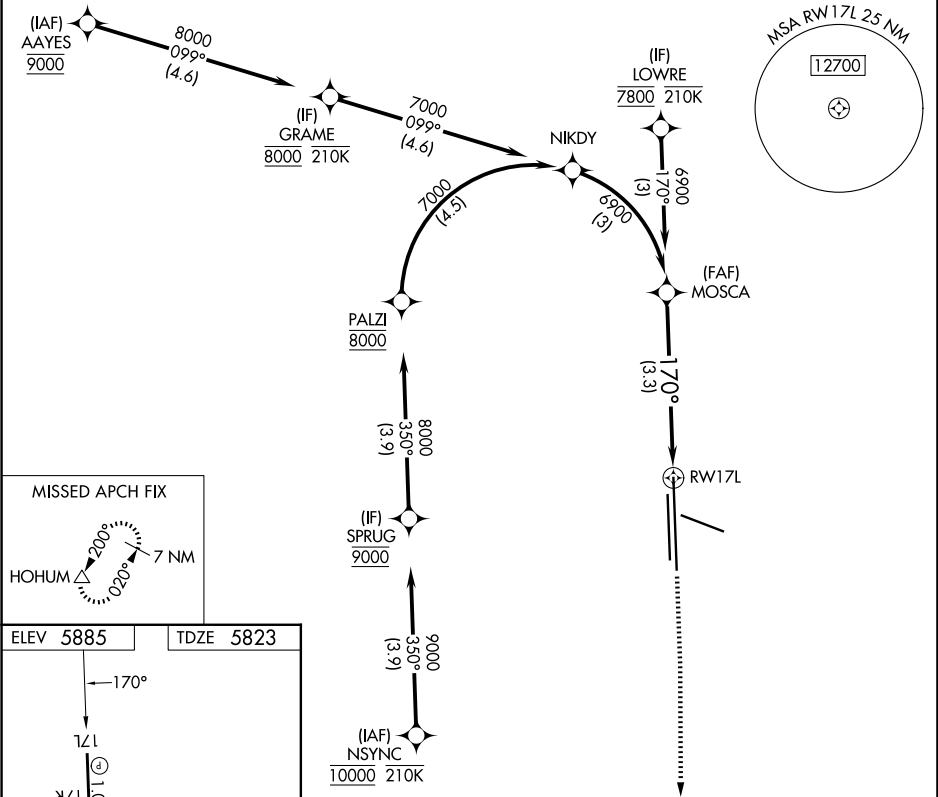 (IAF)
AAYES
9000
8000
099°
(4.6)
(IF)
GRAME
8000 210K
7000
099°
(4.6)
NIKDY
(IF)
LOWRE
7800 210K
6900
170°
(3)
MSA RW17L 25 NM
12700
7000
(4.5)
6900
(3)
(FAF)
MOSCA
PALZI
8000
170°
(3.3)
8000
350°
(3.9)
RW17L
(IF)
SPRUG
9000
9000
350°
(3.9)
(IAF)
NSYNC
10000 210K
MISSED APCH FIX
HOHUM
200°
020°
7 NM
ELEV 5885
TDZE 5823
170°
17L
P